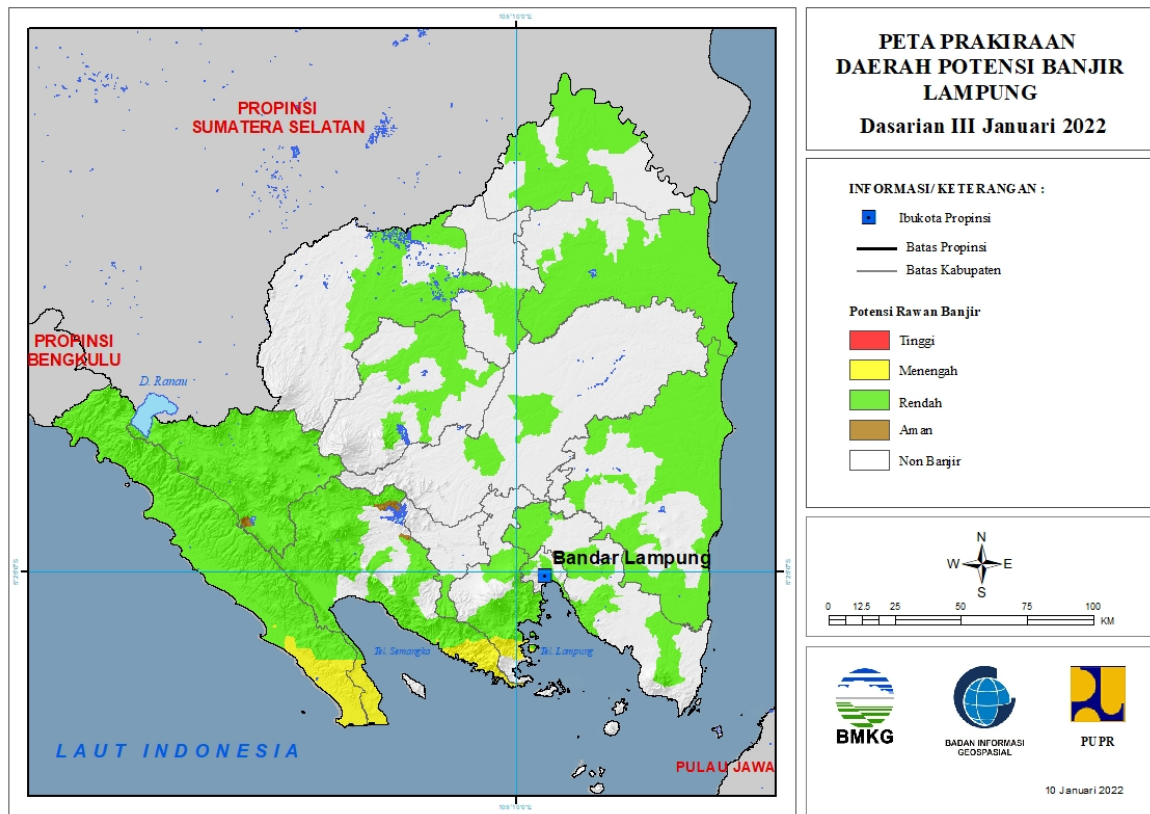 PETA PRAKIRAAN
DAERAH POTENSI BANJIR
LAMPUNG
Dasarian III Januari 2022
INFORMASI/ KETERANGAN :
Ibukota Propinsi
Batas Propinsi
Batas Kabupaten
Potensi Rawan Banjir
Tinggi
Menengah
Rendah
Aman
Non Banjir
N
W E
S
0 12.5 25 50 75 100
KM
BMKG
BADAN INFORMASI
GEOSPASIAL
PUPR
10 Januari 2022
PROPINSI
SUMATERA SELATAN
PROPINSI
BENGKULU
D. Ranau
Bandar Lampung
Tel. Semangka
Tel. Lampung
LAUT INDONESIA
PULAU JAWA